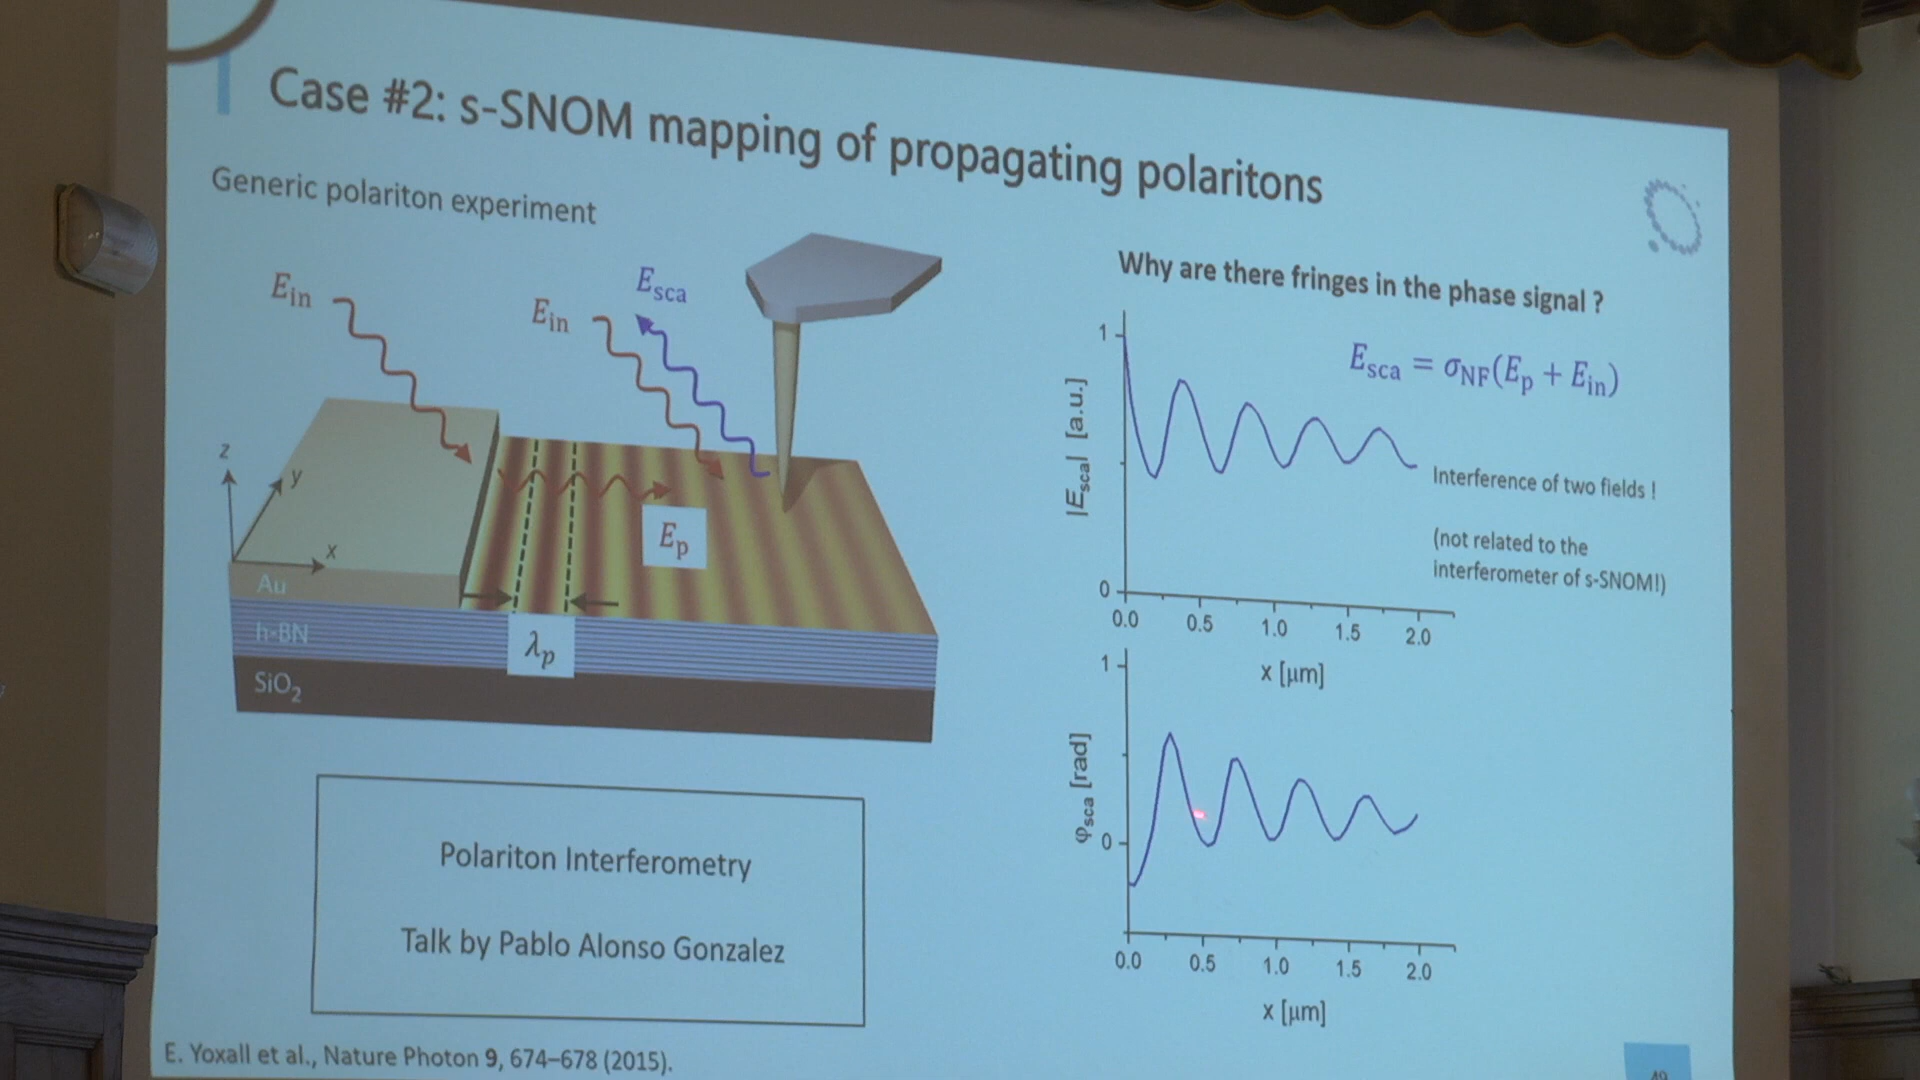 Case #2: s-SNOM mapping of propagating polaritons
Generic polariton experiment
E_in
E_in
E_sca
z
y
x
Au
h-BN
SiO₂
E_p
λ_p
Polariton Interferometry
Talk by Pablo Alonso Gonzalez
E. Yoxall et al., Nature Photon 9, 674–678 (2015).
Why are there fringes in the phase signal ?
E_sca = σ_NF(E_p + E_in)
Interference of two fields !
(not related to the
interferometer of s-SNOM!)
|E_sca| [a.u.]
1
0
0.0 0.5 1.0 1.5 2.0
x [µm]
φ_sca [rad]
1
0
0.0 0.5 1.0 1.5 2.0
x [µm]